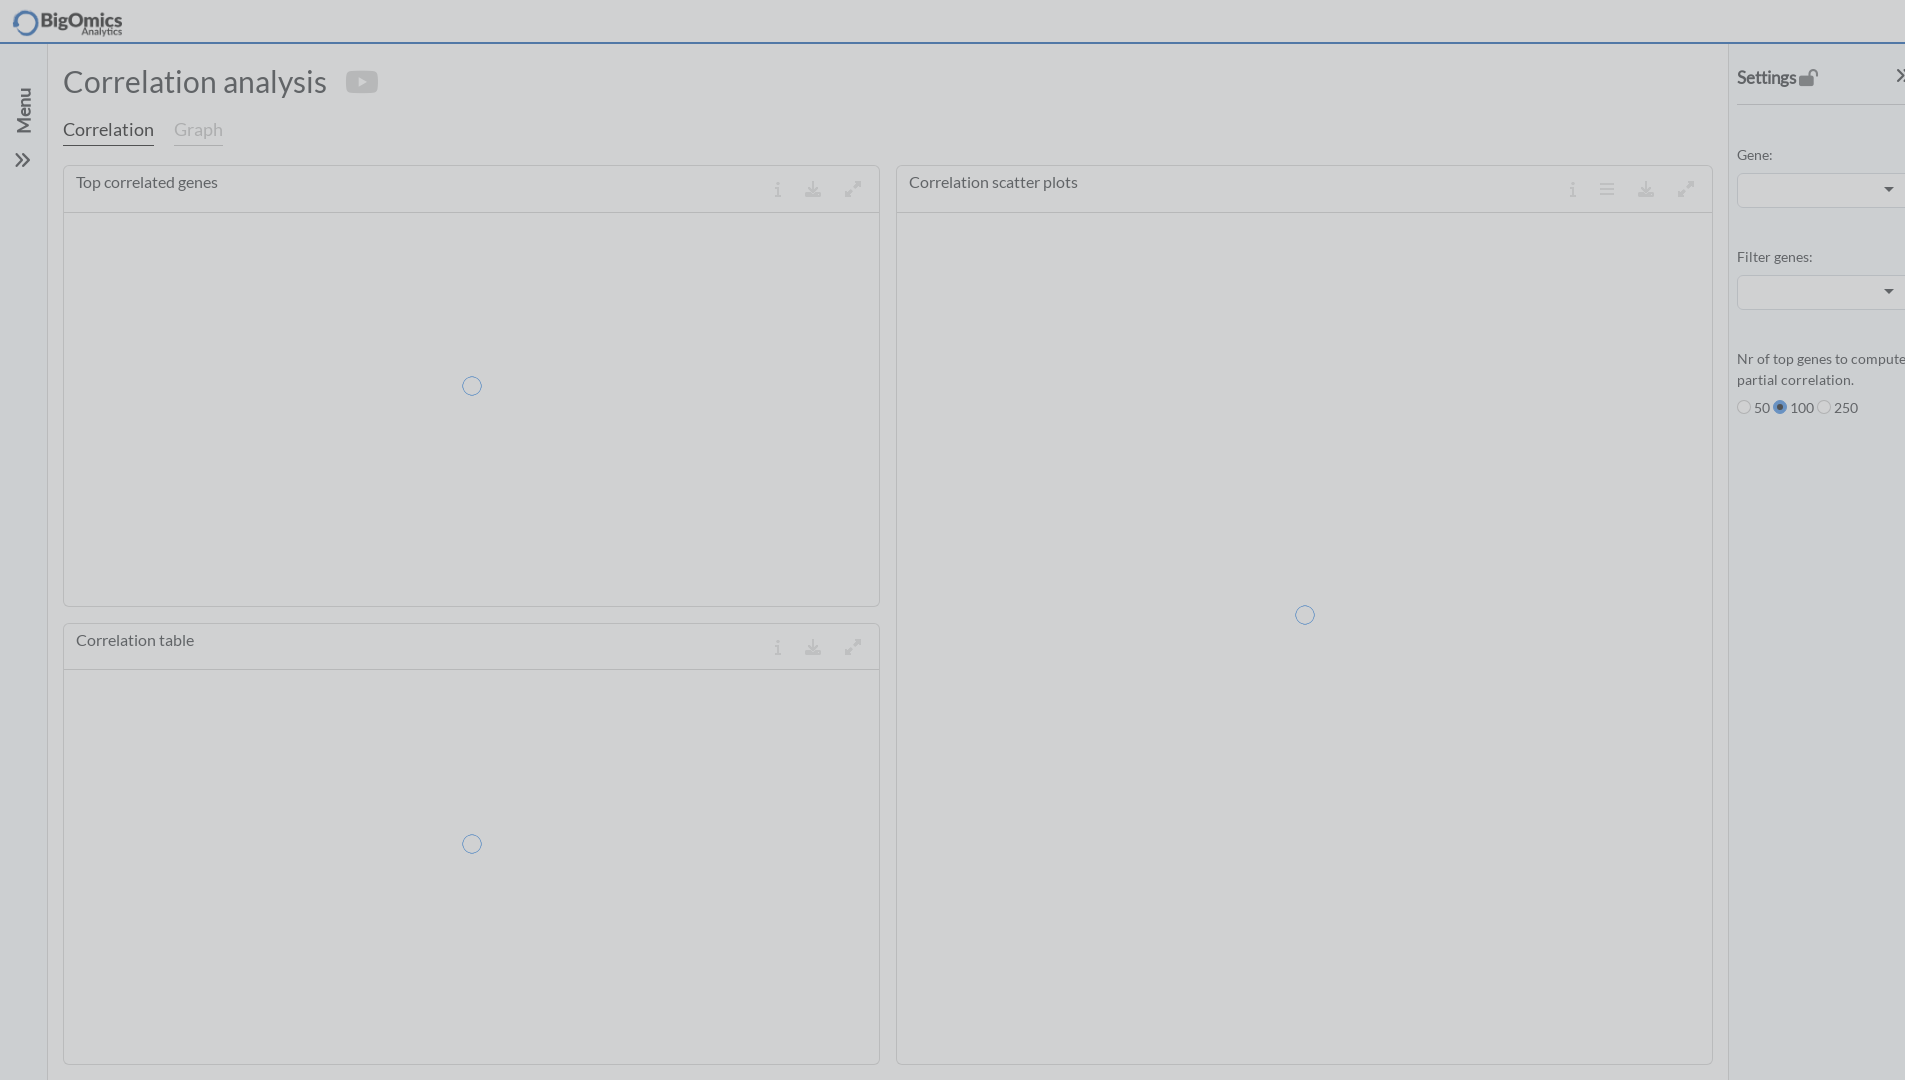 BigOmics
Analytics
Menu
Correlation analysis
Correlation Graph
Top correlated genes
Correlation table
Correlation scatter plots
Settings
Gene:
Filter genes:
Nr of top genes to compute
partial correlation.
50 100 250